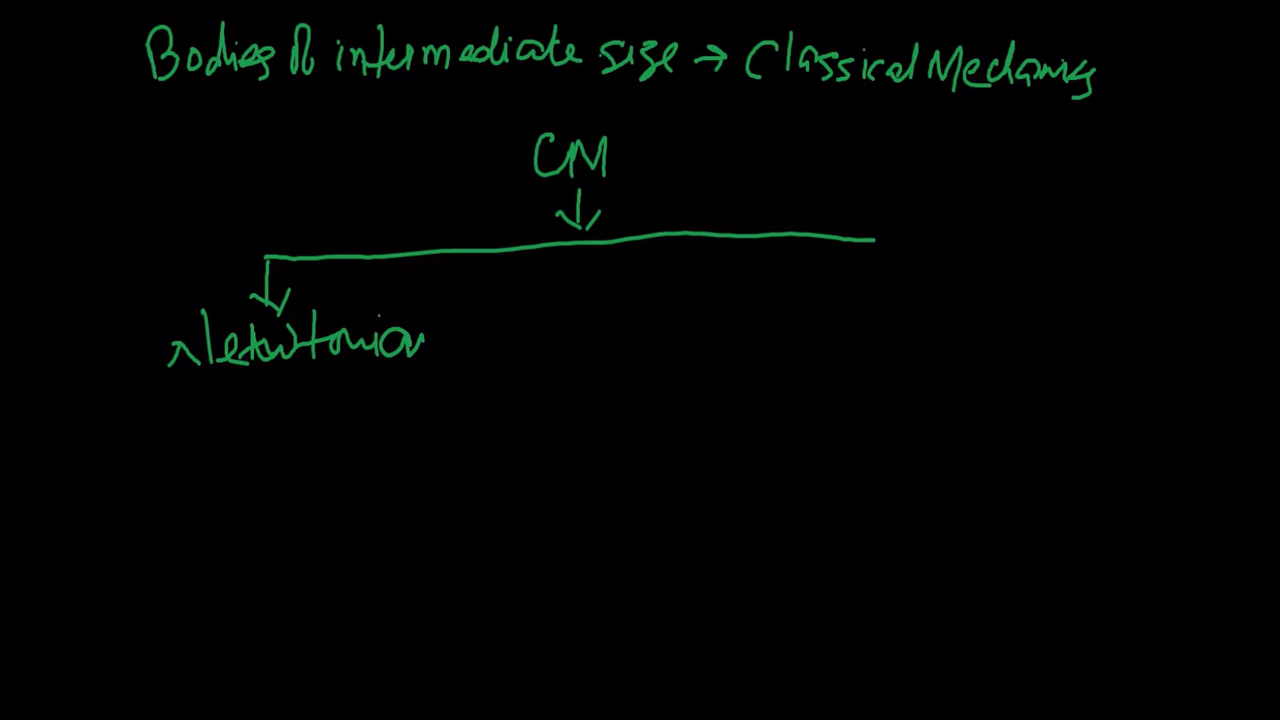 Bodies of intermediate size → Classical Mechanics
CM
Newtonian